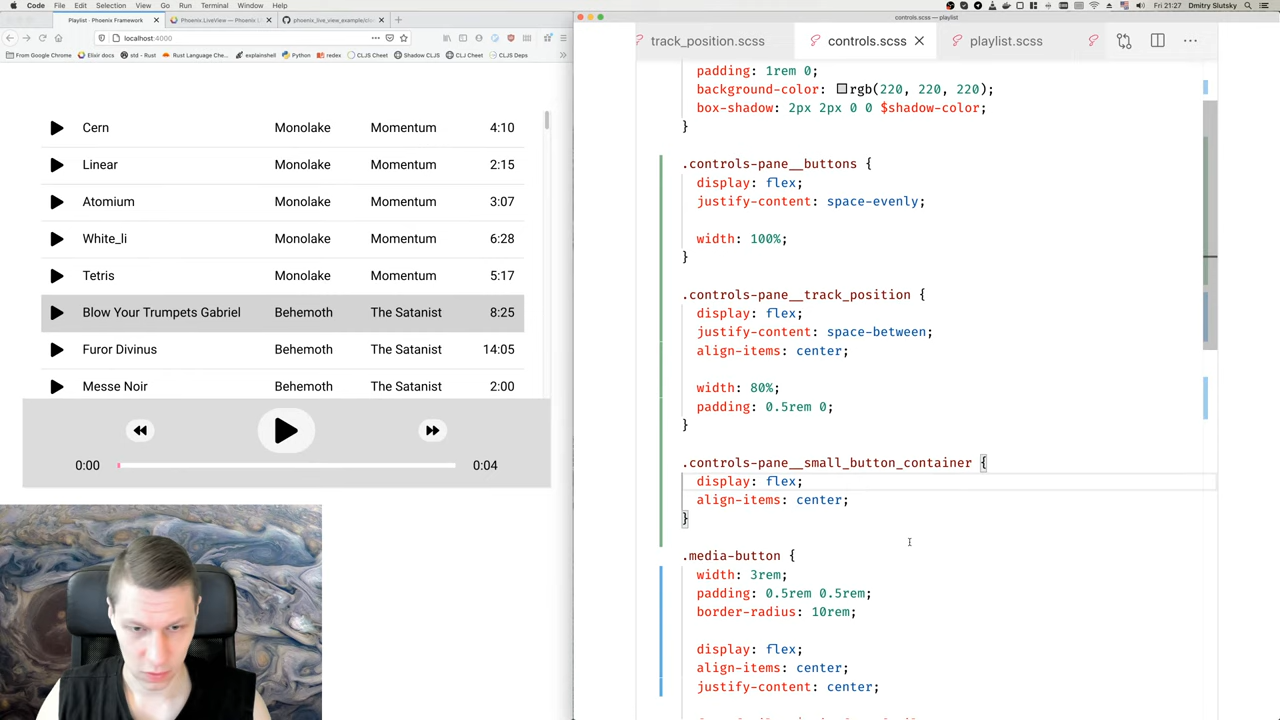 Code File Edit Selection View Go Run Terminal Window Help
Fri 21:27 Dmitry Slutsky
Playlist · Phoenix Framework
Phoenix.LiveView — Phoenix L
phoenix_live_view_example/
controls.scss — playlist
localhost:4000
From Google Chrome Elixir docs std - Rust Rust Language Che… explainshell Python redex CLJS Cheet Shadow CLJS CLJ Cheet CLJS Deps
track_position.scss
controls.scss
playlist.scss
Cern Monolake Momentum 4:10
Linear Monolake Momentum 2:15
Atomium Monolake Momentum 3:07
White_li Monolake Momentum 6:28
Tetris Monolake Momentum 5:17
Blow Your Trumpets Gabriel Behemoth The Satanist 8:25
Furor Divinus Behemoth The Satanist 14:05
Messe Noir Behemoth The Satanist 2:00
0:00 0:04
padding: 1rem 0;
background-color: rgb(220, 220, 220);
box-shadow: 2px 2px 0 0 $shadow-color;
}
.controls-pane__buttons {
display: flex;
justify-content: space-evenly;
width: 100%;
}
.controls-pane__track_position {
display: flex;
justify-content: space-between;
align-items: center;
width: 80%;
padding: 0.5rem 0;
}
.controls-pane__small_button_container {
display: flex;
align-items: center;
}
.media-button {
width: 3rem;
padding: 0.5rem 0.5rem;
border-radius: 10rem;
display: flex;
align-items: center;
justify-content: center;